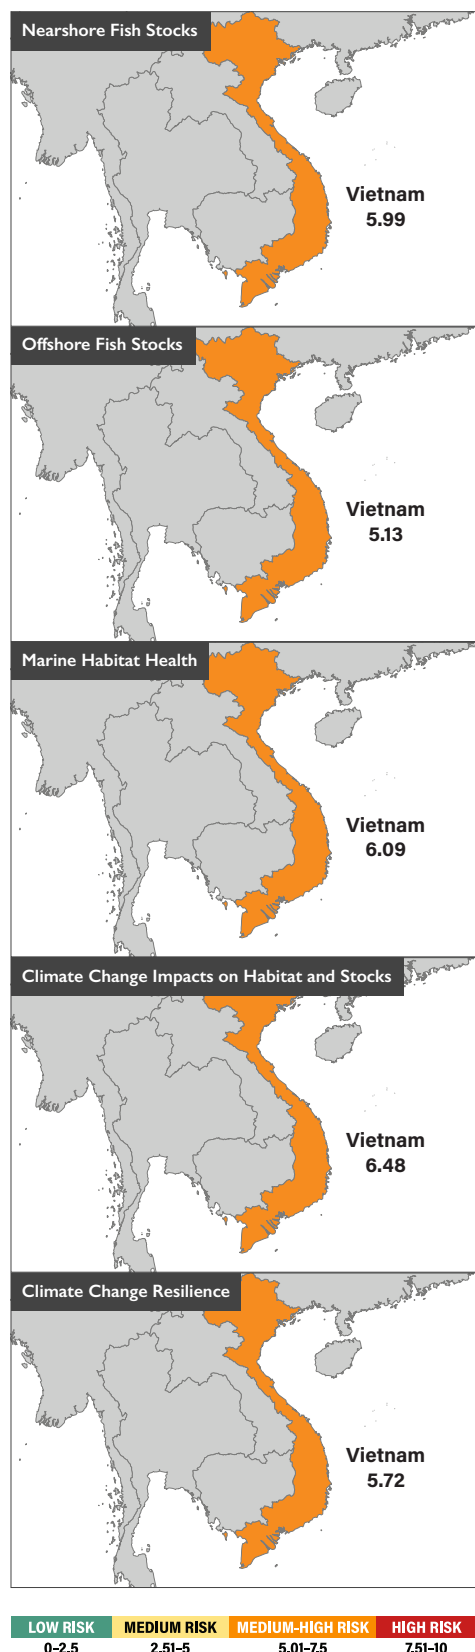 Nearshore Fish Stocks
Vietnam
5.99
Offshore Fish Stocks
Vietnam
5.13
Marine Habitat Health
Vietnam
6.09
Climate Change Impacts on Habitat and Stocks
Vietnam
6.48
Climate Change Resilience
Vietnam
5.72
LOW RISK MEDIUM RISK MEDIUM-HIGH RISK HIGH RISK
0–2.5 2.51–5 5.01–7.5 7.51–10